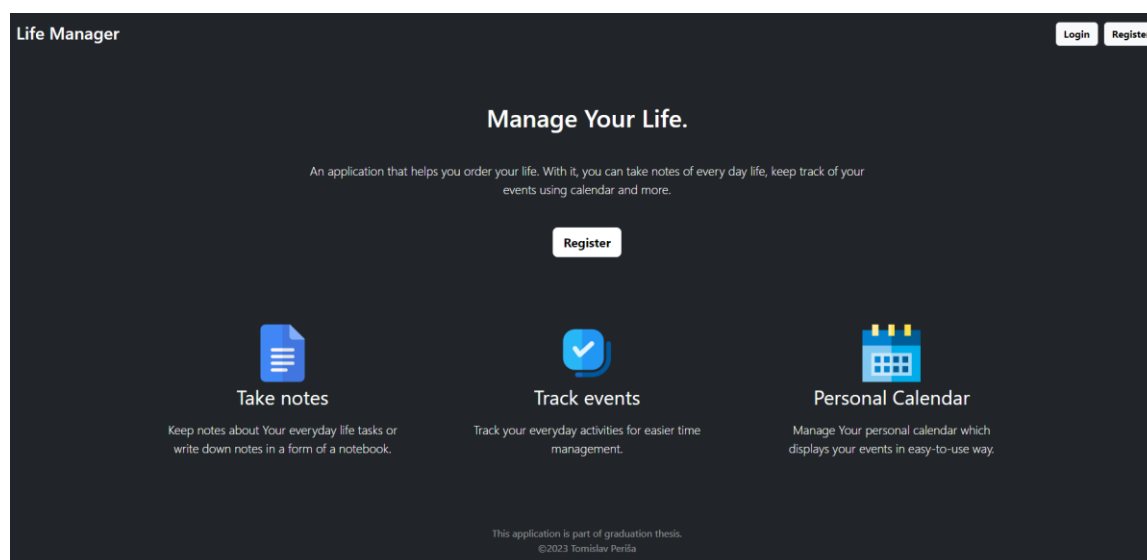 Life Manager
Login
Registe
Manage Your Life.
An application that helps you order your life. With it, you can take notes of every day life, keep track of your
events using calendar and more.
Register
Take notes
Keep notes about Your everyday life tasks or
write down notes in a form of a notebook.
Track events
Track your everyday activities for easier time
management.
Personal Calendar
Manage Your personal calendar which
displays your events in easy-to-use way.
This application is part of graduation thesis.
©2023 Tomislav Periša